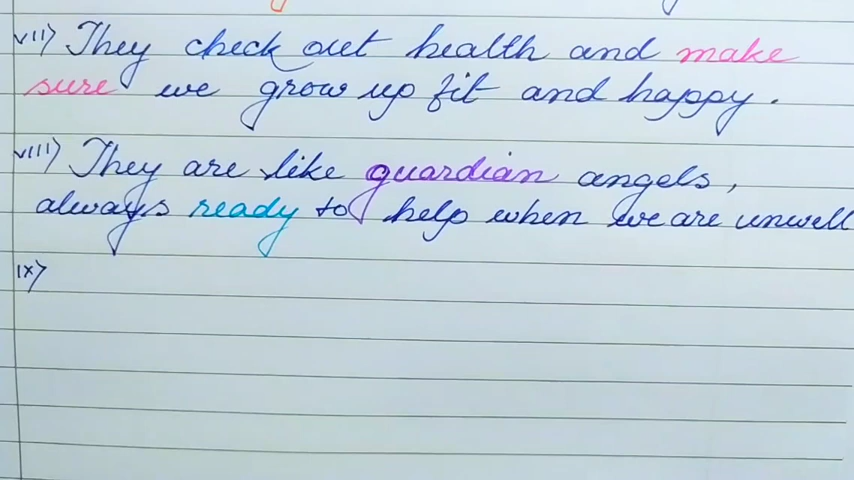 VII) They check out health and make
sure we grow up fit and happy.
VIII) They are like guardian angels,
always ready to help when we are unwell
IX)